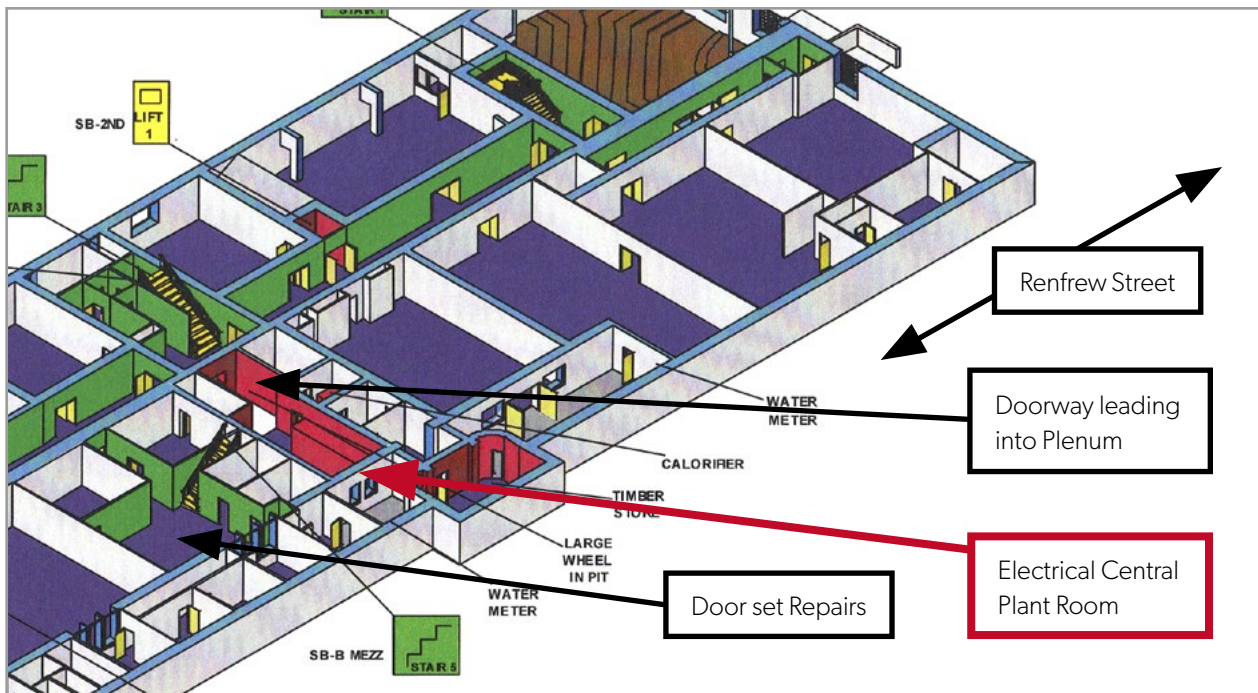 STAIR 1
SB-2ND
LIFT
1
STAIR 3
Renfrew Street
Doorway leading
into Plenum
WATER
METER
CALORIFIER
TIMBER
STORE
Electrical Central
Plant Room
LARGE
WHEEL
IN PIT
WATER
METER
Door set Repairs
SB-B MEZZ
STAIR 5